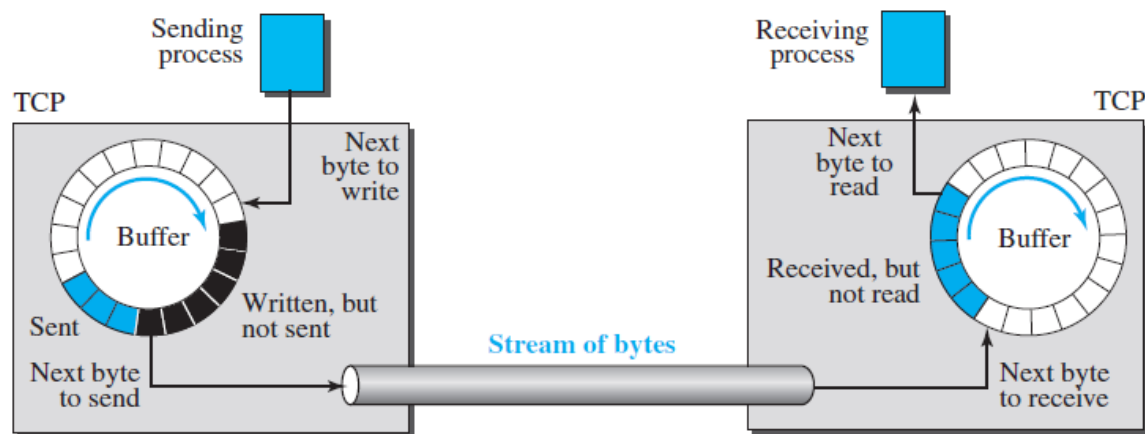 Sending
process
TCP
Next
byte to
write
Buffer
Written, but
not sent
Sent
Next byte
to send
Stream of bytes
Receiving
process
TCP
Next
byte to
read
Buffer
Received, but
not read
Next byte
to receive